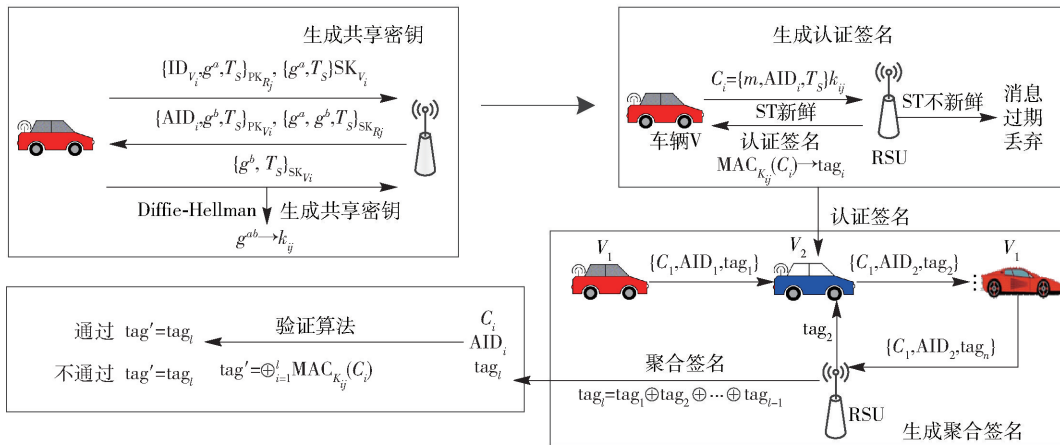 生成共享密钥
{ID_{V_i},g^a,T_S}_{PK_{R_j}},{g^a,T_S}SK_{V_i}
{AID_i,g^b,T_S}_{PK_{V_i}},{g^a,g^b,T_S}_{SK_{R_j}}
{g^b,T_S}_{SK_{V_i}}
Diffie-Hellman 生成共享密钥
g^{ab}→k_{ij}
生成认证签名
C_i={m,AID_i,T_S}k_{ij}
ST新鲜
认证签名
MAC_{K_{ij}}(C_i)→tag_i
车辆V
RSU
ST不新鲜
消息
过期
丢弃
认证签名
V_1
{C_1,AID_1,tag_1}
V_2
{C_1,AID_2,tag_2}
⋮
V_1
tag_2
{C_1,AID_2,tag_n}
RSU
生成聚合签名
聚合签名
tag_l=tag_1⊕tag_2⊕⋯⊕tag_{l-1}
C_i
AID_i
tag_l
验证算法
tag′=⊕_{i=1}^{l}MAC_{K_{ij}}(C_i)
通过 tag′=tag_l
不通过 tag′=tag_l